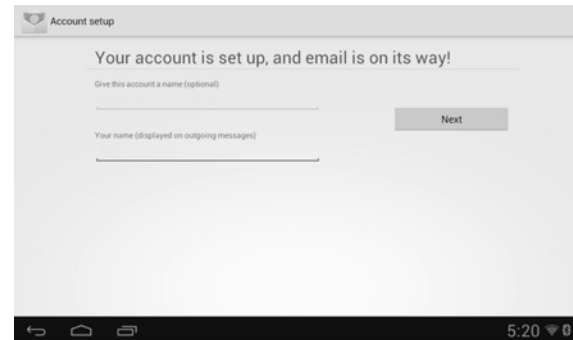 Account setup
Your account is set up, and email is on its way!
Give this account a name (optional)
Next
Your name (displayed on outgoing messages)
5:20